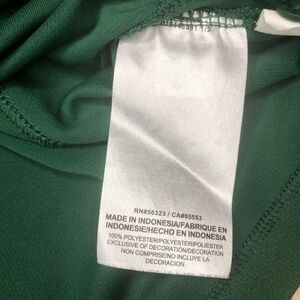 RN#56323 / CA#05553
MADE IN INDONESIA/FABRIQUE EN
INDONESIE/HECHO EN INDONESIA
100% POLYESTER/POLYESTER/POLIESTER
EXCLUSIVE OF DECORATION/DECORATION
NON COMPRISE/NO INCLUYE LA
DECORACION